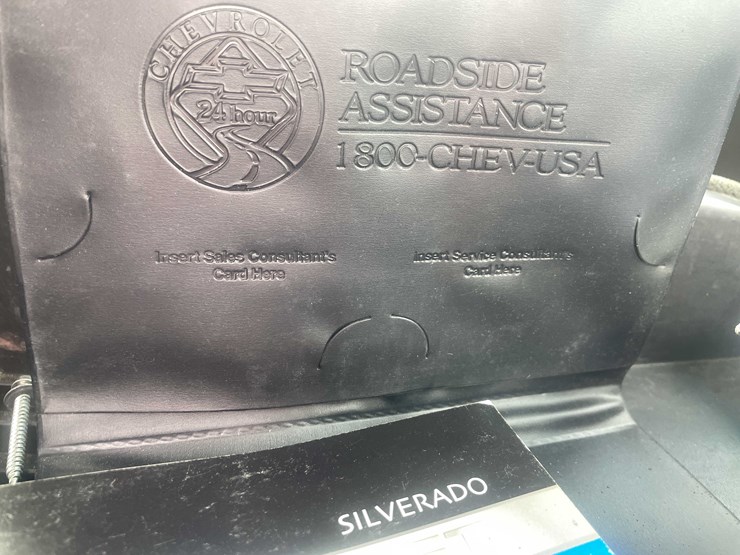 CHEVROLET
24 hour
ROADSIDE
ASSISTANCE
1800-CHEV-USA
Insert Sales Consultant's
Card Here
Insert Service Consultant's
Card Here
SILVERADO